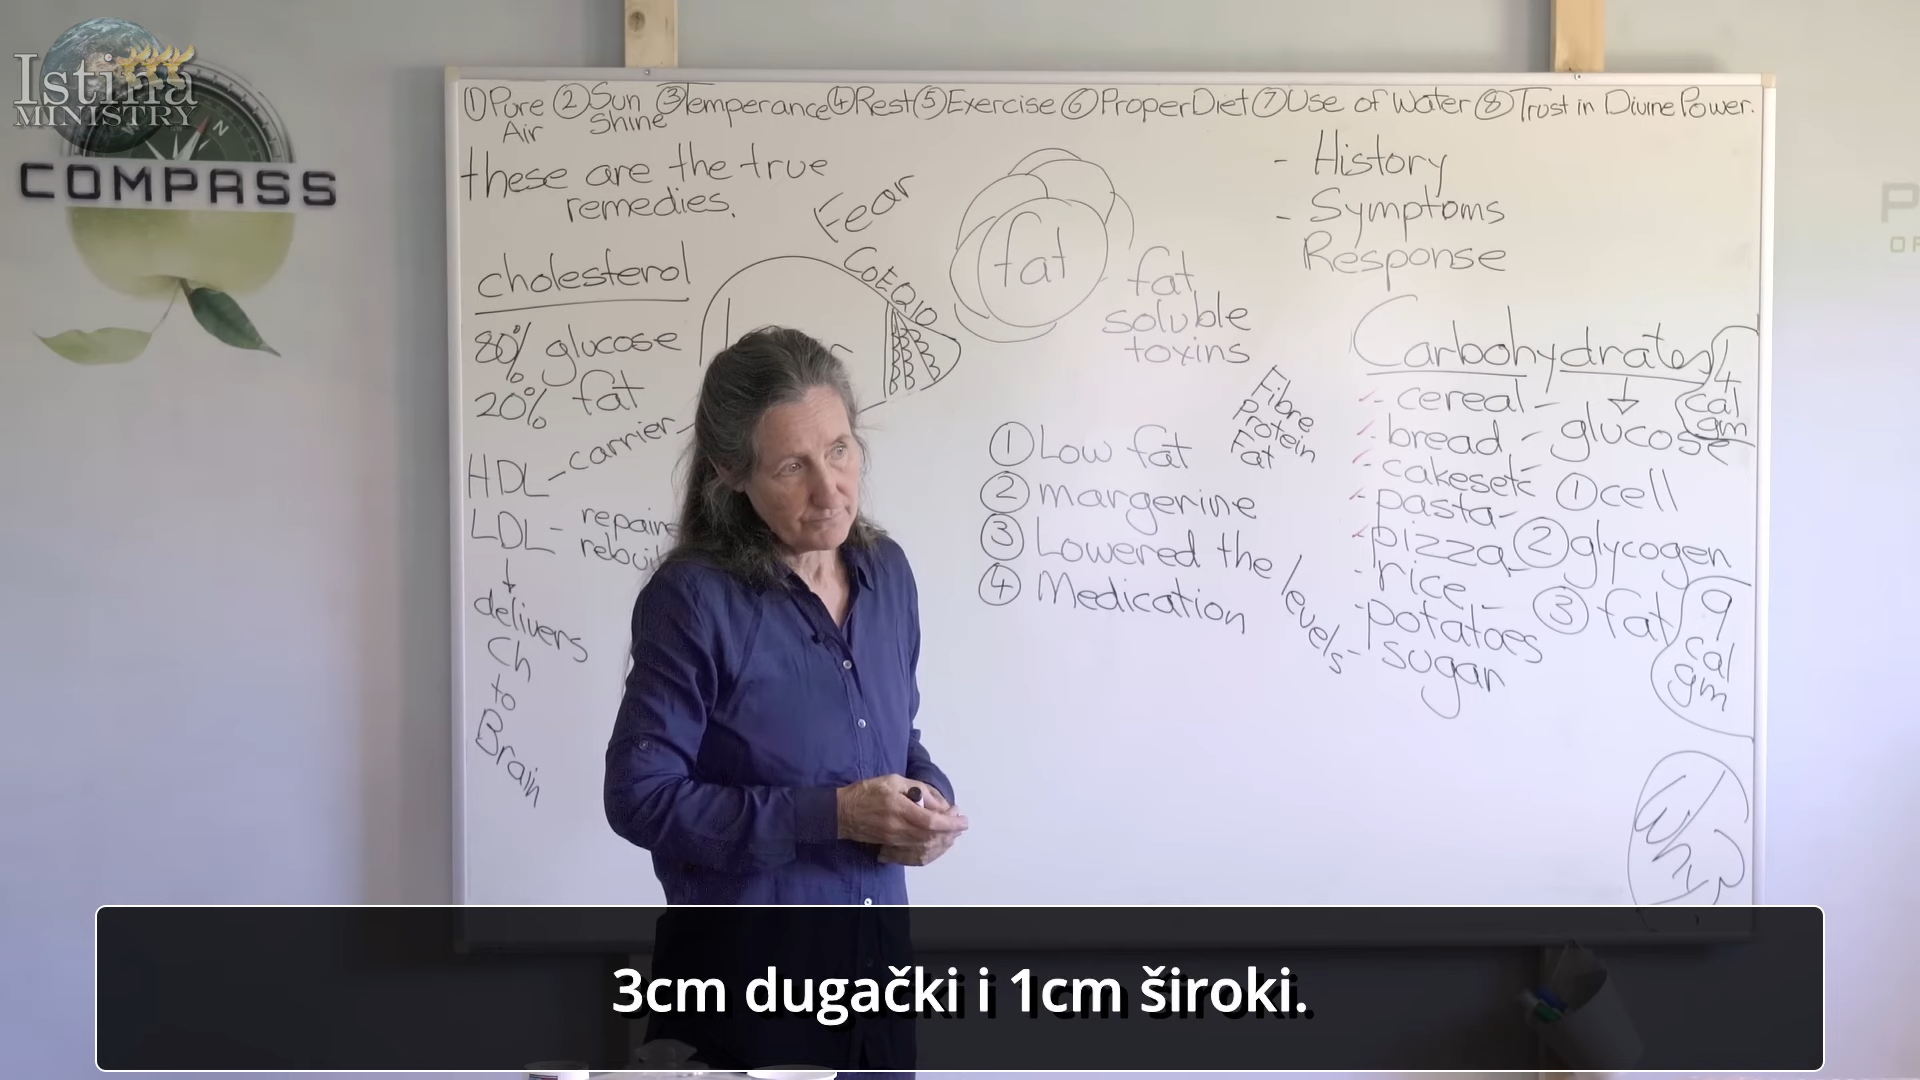 Istina
MINISTRY
N
COMPASS
① Pure Air ② Sun Shine ③ Temperance ④ Rest ⑤ Exercise ⑥ Proper Diet ⑦ Use of Water ⑧ Trust in Divine Power.
these are the true
remedies.
cholesterol
80% glucose
20% fat
HDL - carrier
LDL - repairs
delivers
Ch
to
Brain
Fear
CoEQ10
fat
fat
soluble
toxins
① Low fat
② margerine
③ Lowered the levels
④ Medication
Fibre
Protein
Fat
- History
- Symptoms
Response
Carbohydrates
4
cal
gm
- cereal -
- bread -
- cakes etc
- pasta -
- pizza
- rice -
- potatoes
- sugar
glucose
① cell
② glycogen
③ fat
9
cal
gm
Why?
3cm dugački i 1cm široki.